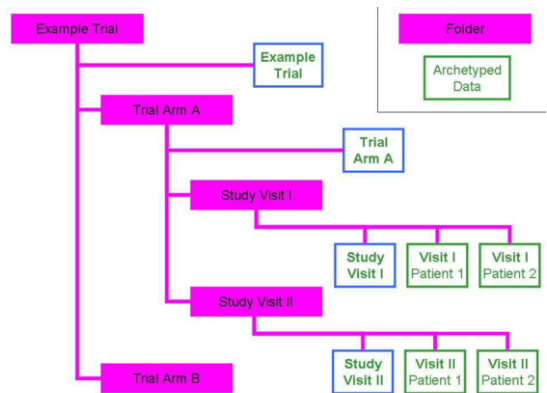 Example Trial
Folder
Example
Trial
Archetyped
Data
Trial Arm A
Trial
Arm A
Study Visit I
Study
Visit I
Visit I
Patient 1
Visit I
Patient 2
Study Visit II
Study
Visit II
Visit II
Patient 1
Visit II
Patient 2
Trial Arm B